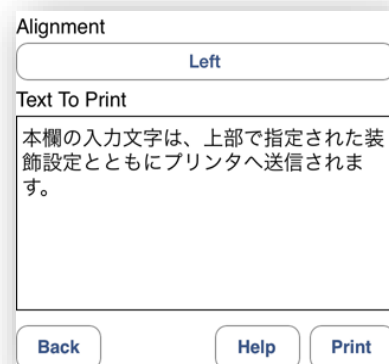 Alignment
Left
Text To Print
本欄の入力文字は、上部で指定された装
飾設定とともにプリンタへ送信されま
す。
Back
Help
Print